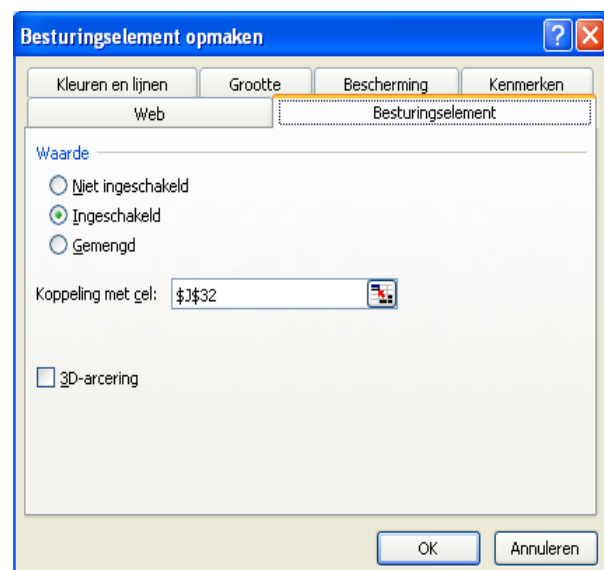 Besturingselement opmaken
Kleuren en lijnen Grootte Bescherming Kenmerken
Web Besturingselement
Waarde
Niet ingeschakeld
Ingeschakeld
Gemengd
Koppeling met cel: $J$32
3D-arcering
OK Annuleren